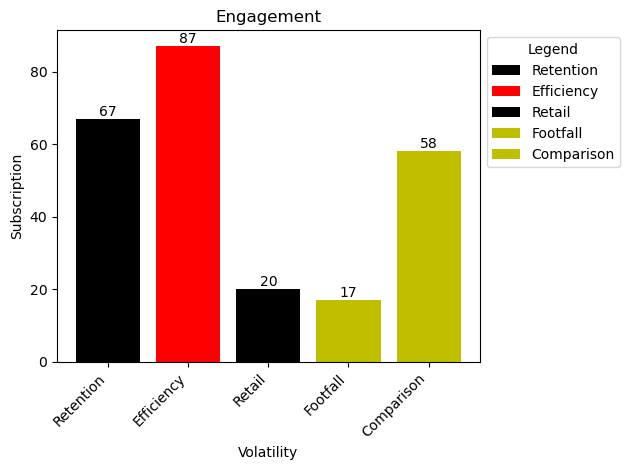 Engagement
Subscription
80
60
40
20
0
67
87
20
17
58
Retention
Efficiency
Retail
Footfall
Comparison
Volatility
Legend
Retention
Efficiency
Retail
Footfall
Comparison